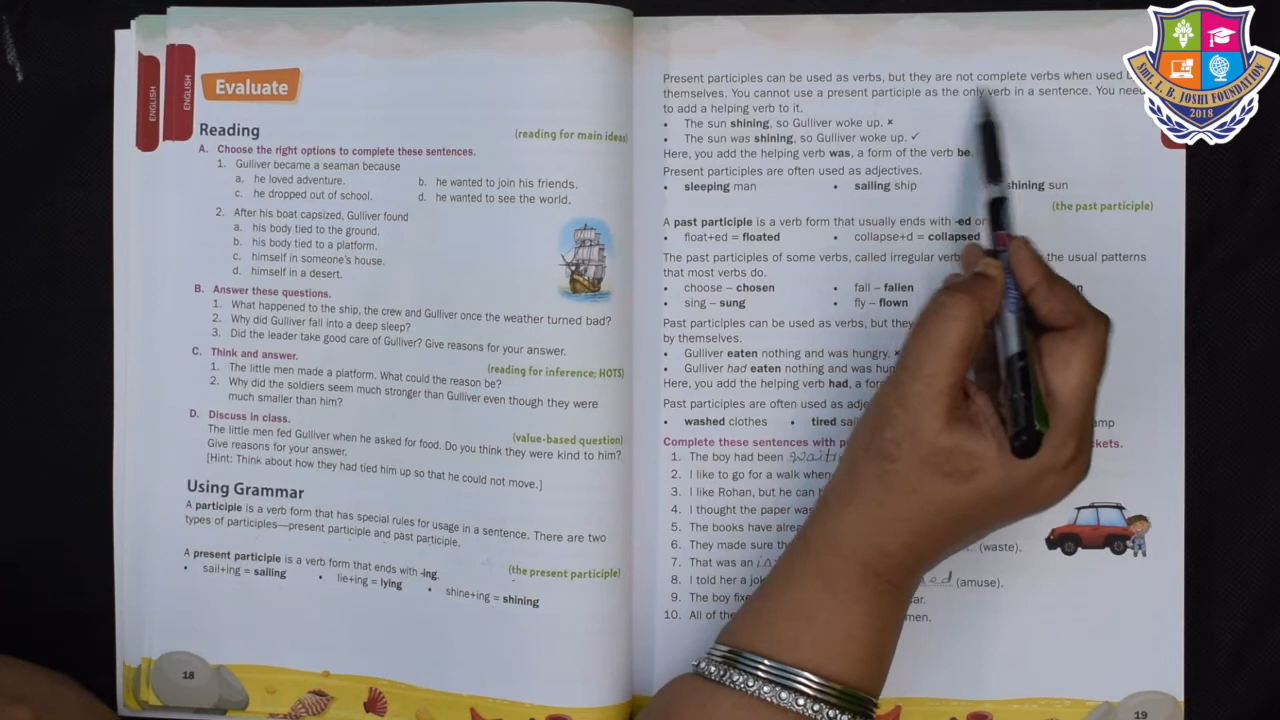 ENGLISH
ENGLISH
Evaluate
Reading
(reading for main ideas)
A. Choose the right options to complete these sentences.
1. Gulliver became a seaman because
a. he loved adventure.
b. he wanted to join his friends.
c. he dropped out of school.
d. he wanted to see the world.
2. After his boat capsized, Gulliver found
a. his body tied to the ground.
b. his body tied to a platform.
c. himself in someone's house.
d. himself in a desert.
B. Answer these questions.
1. What happened to the ship, the crew and Gulliver once the weather turned bad?
2. Why did Gulliver fall into a deep sleep?
3. Did the leader take good care of Gulliver? Give reasons for your answer.
C. Think and answer.
(reading for inference; HOTS)
1. The little men made a platform. What could the reason be?
2. Why did the soldiers seem much stronger than Gulliver even though they were
much smaller than him?
D. Discuss in class.
(value-based question)
The little men fed Gulliver when he asked for food. Do you think they were kind to him?
Give reasons for your answer.
[Hint: Think about how they had tied him up so that he could not move.]
Using Grammar
A participle is a verb form that has special rules for usage in a sentence. There are two
types of participles—present participle and past participle.
(the present participle)
A present participle is a verb form that ends with -ing.
• sail+ing = sailing
• lie+ing = lying
• shine+ing = shining
18
Present participles can be used as verbs, but they are not complete verbs when used
themselves. You cannot use a present participle as the only verb in a sentence. You need
to add a helping verb to it.
• The sun shining, so Gulliver woke up. ×
• The sun was shining, so Gulliver woke up. ✓
Here, you add the helping verb was, a form of the verb be.
Present participles are often used as adjectives.
• sleeping man
• sailing ship
shining sun
(the past participle)
A past participle is a verb form that usually ends with -ed or
• float+ed = floated
• collapse+d = collapsed
The past participles of some verbs, called irregular the usual patterns
that most verbs do.
• choose – chosen
• fall – fallen
• sing – sung
• fly – flown
Past participles can be used as verbs, but they
by themselves.
• Gulliver eaten nothing and was hungry. ×
• Gulliver had eaten nothing and was
Here, you add the helping verb had, a
Past participles are often used as
• washed clothes
• tired
Complete these sentences with
1. The boy had been
2. I like to go for a walk when
3. I like Rohan, but he can
4. I thought the paper was
5. The books have
6. They made sure
(waste).
7. That was an
8. I told her a
(amuse).
9. The boy
10. All of the
men.
19
SMT. L. B. JOSHI FOUNDATION
2018